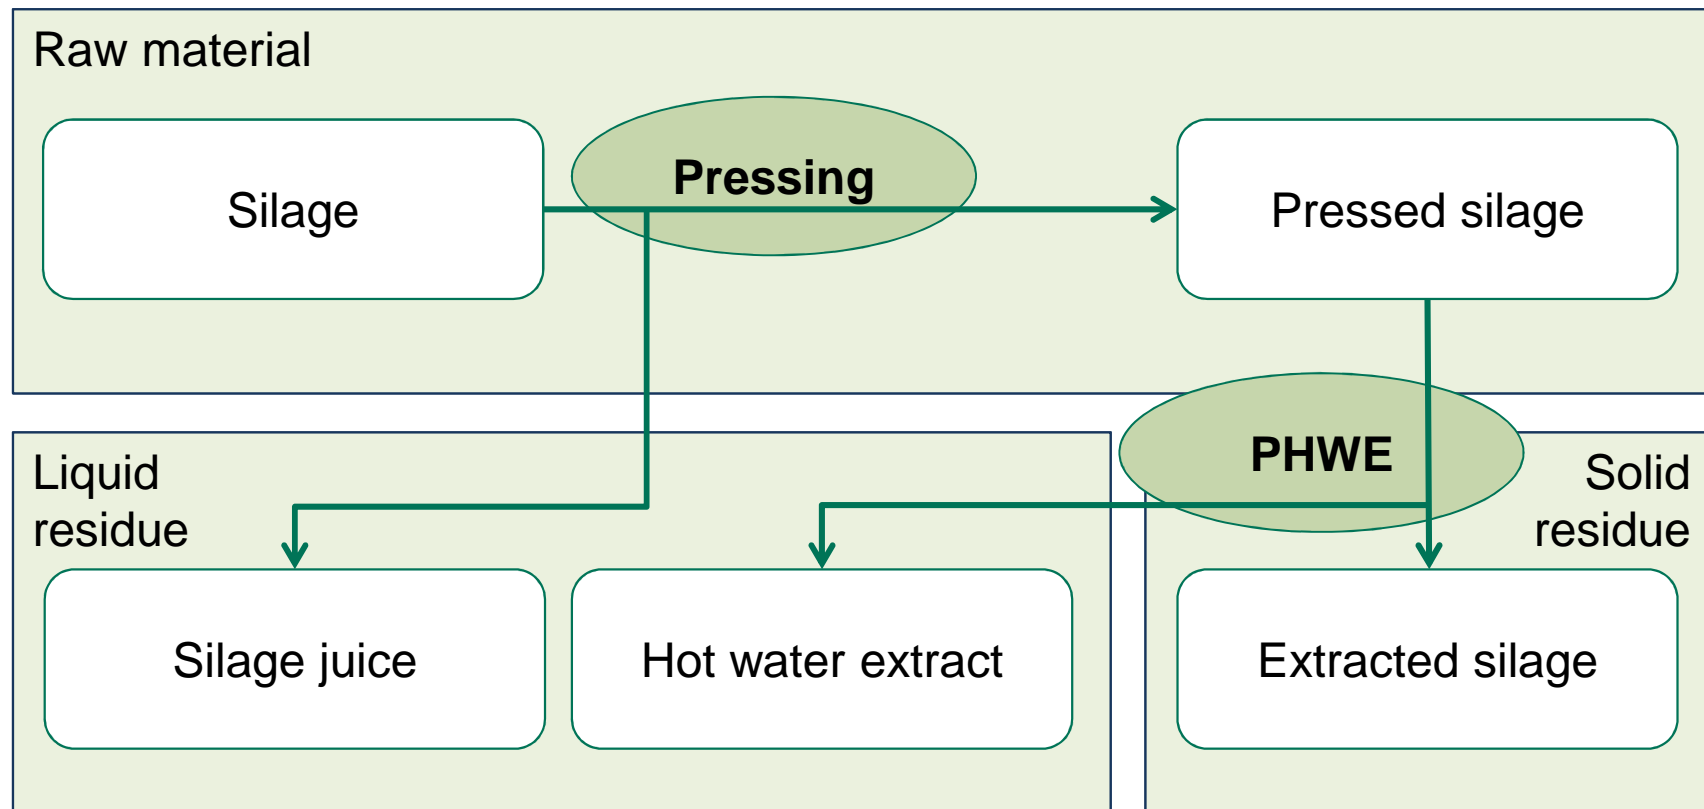 Raw material
Silage
Pressing
Pressed silage
PHWE
Liquid
residue
Solid
residue
Silage juice
Hot water extract
Extracted silage